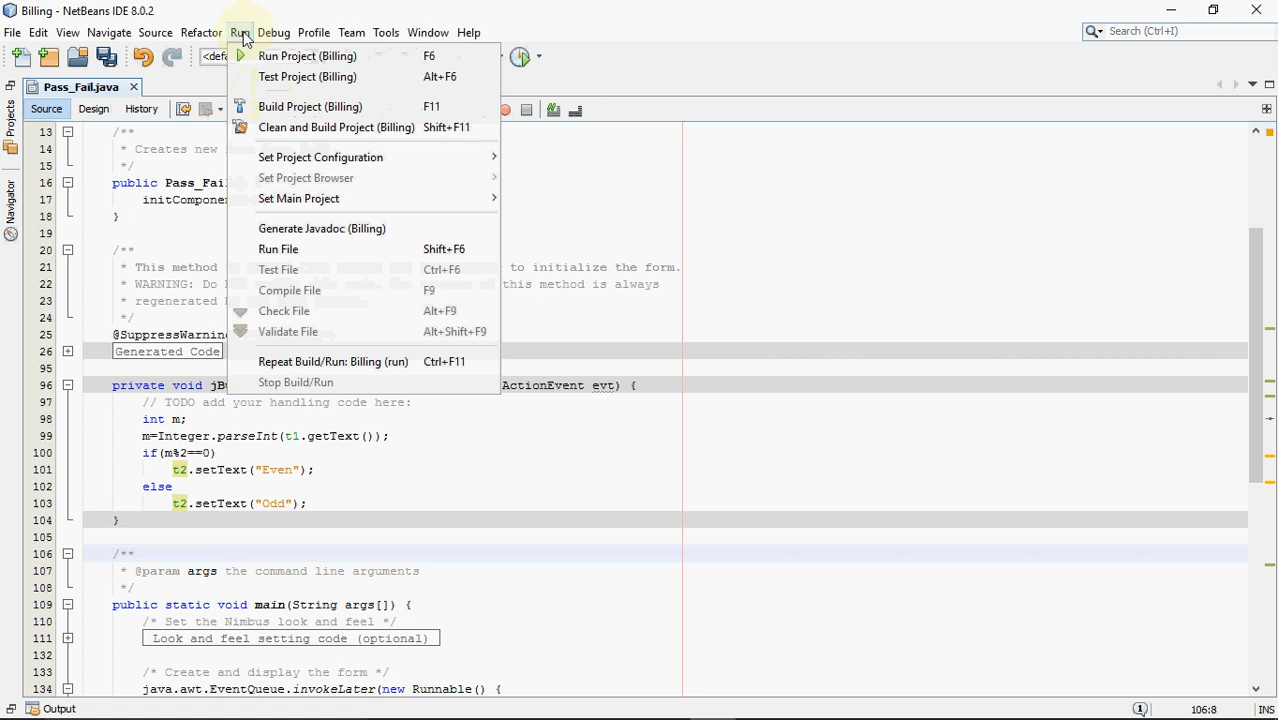 Billing - NetBeans IDE 8.0.2
File Edit View Navigate Source Refactor Run Debug Profile Team Tools Window Help
Search (Ctrl+I)
Run Project (Billing) F6
Test Project (Billing) Alt+F6
Build Project (Billing) F11
Clean and Build Project (Billing) Shift+F11
Set Project Configuration
Set Project Browser
Set Main Project
Generate Javadoc (Billing)
Run File Shift+F6
Test File Ctrl+F6
Compile File F9
Check File Alt+F9
Validate File Alt+Shift+F9
Repeat Build/Run: Billing (run) Ctrl+F11
Stop Build/Run
Pass_Fail.java
Source Design History
Projects
Navigator
13 /**
14 * Creates new
15 */
16 public
17
18 }
19
20 /**
21 * This method to initialize the form.
22 * WARNING: Do this method is always
23 * regenerated
24 */
25
26 Generated Code
95
96 private void ActionEvent evt) {
97 // TODO add your handling code here:
98 int m;
99 m=Integer.parseInt(t1.getText());
100 if(m%2==0)
101 t2.setText("Even");
102 else
103 t2.setText("Odd");
104 }
105
106 /**
107 * @param args the command line arguments
108 */
109 public static void main(String args[]) {
110 /* Set the Nimbus look and feel */
111 Look and feel setting code (optional)
132
133 /* Create and display the form */
134 java.awt.EventQueue.invokeLater(new Runnable() {
Output
106:8 INS